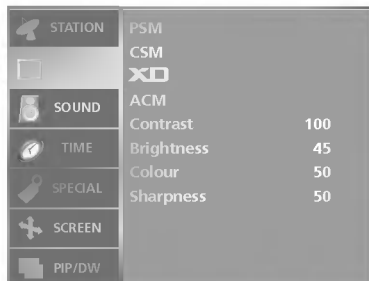 STATION
SOUND
TIME
SPECIAL
SCREEN
PIP/DW
PSM
CSM
XD
ACM
Contrast 100
Brightness 45
Colour 50
Sharpness 50